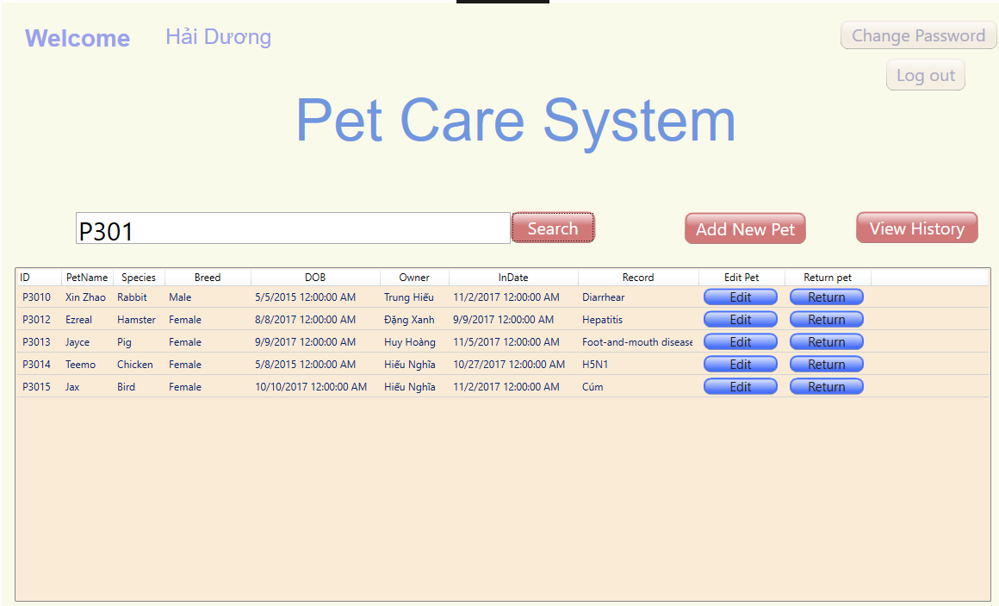 Welcome Hải Dương Change Password
Log out
Pet Care System
P301 Search Add New Pet View History
ID PetName Species Breed DOB Owner InDate Record Edit Pet Return pet
P3010 Xin Zhao Rabbit Male 5/5/2015 12:00:00 AM Trung Hiếu 11/2/2017 12:00:00 AM Diarrhear Edit Return
P3012 Ezreal Hamster Female 8/8/2017 12:00:00 AM Đặng Xanh 9/9/2017 12:00:00 AM Hepatitis Edit Return
P3013 Jayce Pig Female 9/9/2017 12:00:00 AM Huy Hoàng 11/5/2017 12:00:00 AM Foot-and-mouth disease Edit Return
P3014 Teemo Chicken Female 5/8/2015 12:00:00 AM Hiếu Nghĩa 10/27/2017 12:00:00 AM H5N1 Edit Return
P3015 Jax Bird Female 10/10/2017 12:00:00 AM Hiếu Nghĩa 11/2/2017 12:00:00 AM Cúm Edit Return